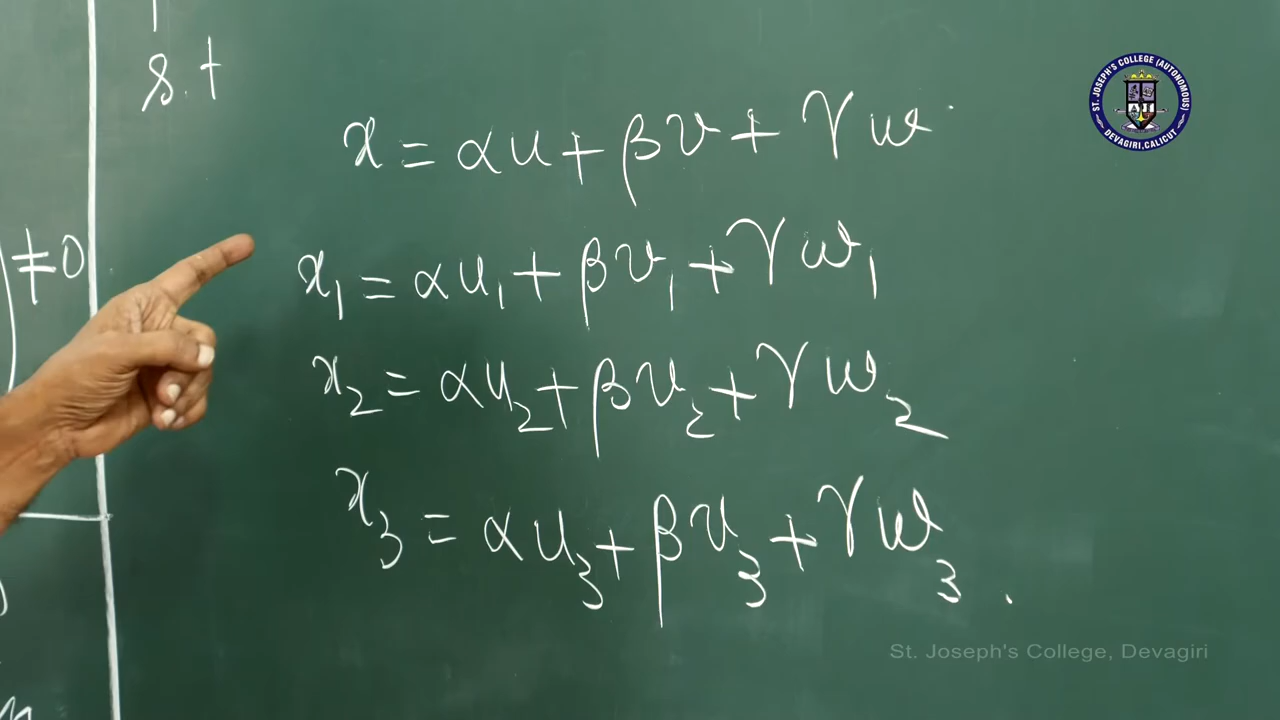 s.t
x = αu + βv + γw
≠0
x₁ = αu₁ + βv₁ + γw₁
x₂ = αu₂ + βv₂ + γw₂
x₃ = αu₃ + βv₃ + γw₃.
ST. JOSEPH'S COLLEGE (AUTONOMOUS)
DEVAGIRI, CALICUT
St. Joseph's College, Devagiri